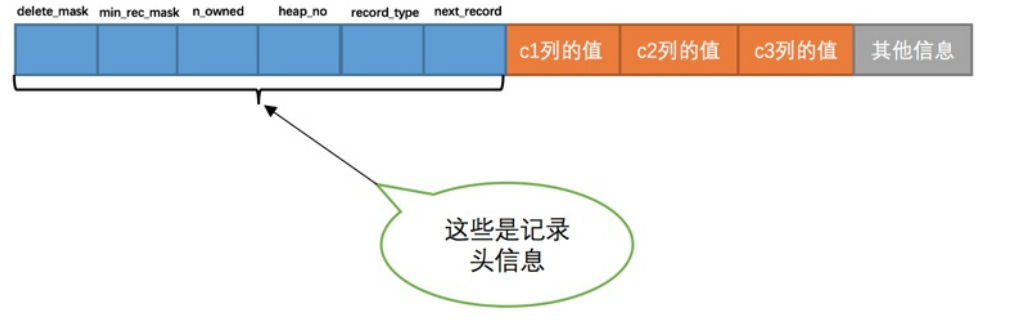 delete_mask min_rec_mask n_owned heap_no record_type next_record
c1列的值 c2列的值 c3列的值 其他信息
这些是记录
头信息